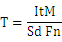 T = ItM / Sd Fn